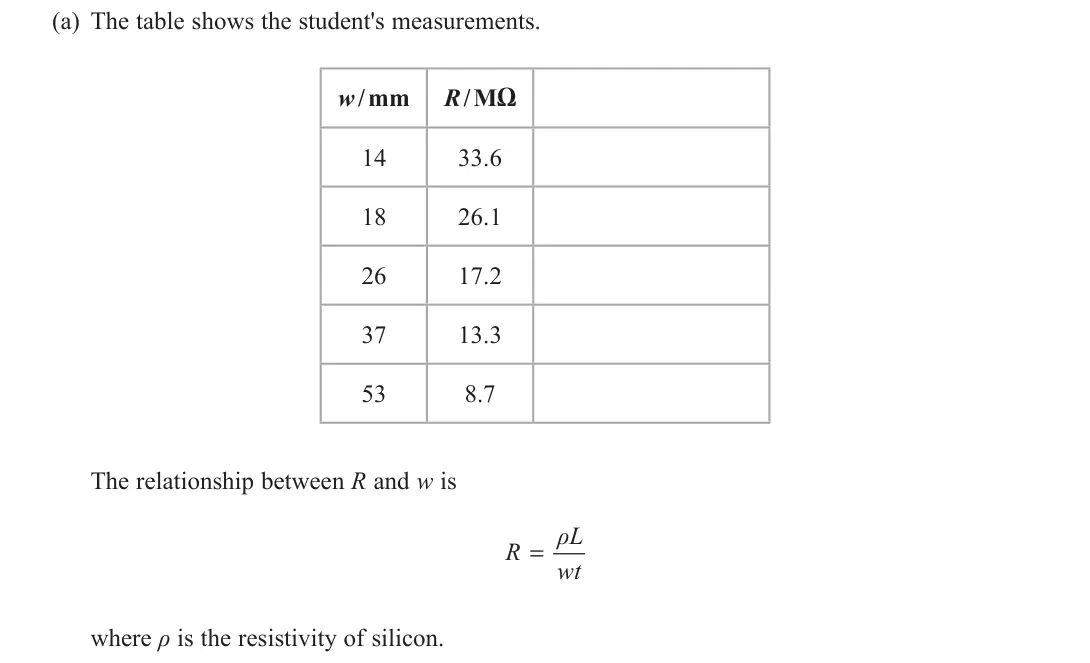 (a) The table shows the student's measurements.
w/mm R/MΩ
14 33.6
18 26.1
26 17.2
37 13.3
53 8.7
The relationship between R and w is
R = ρL / wt
where ρ is the resistivity of silicon.